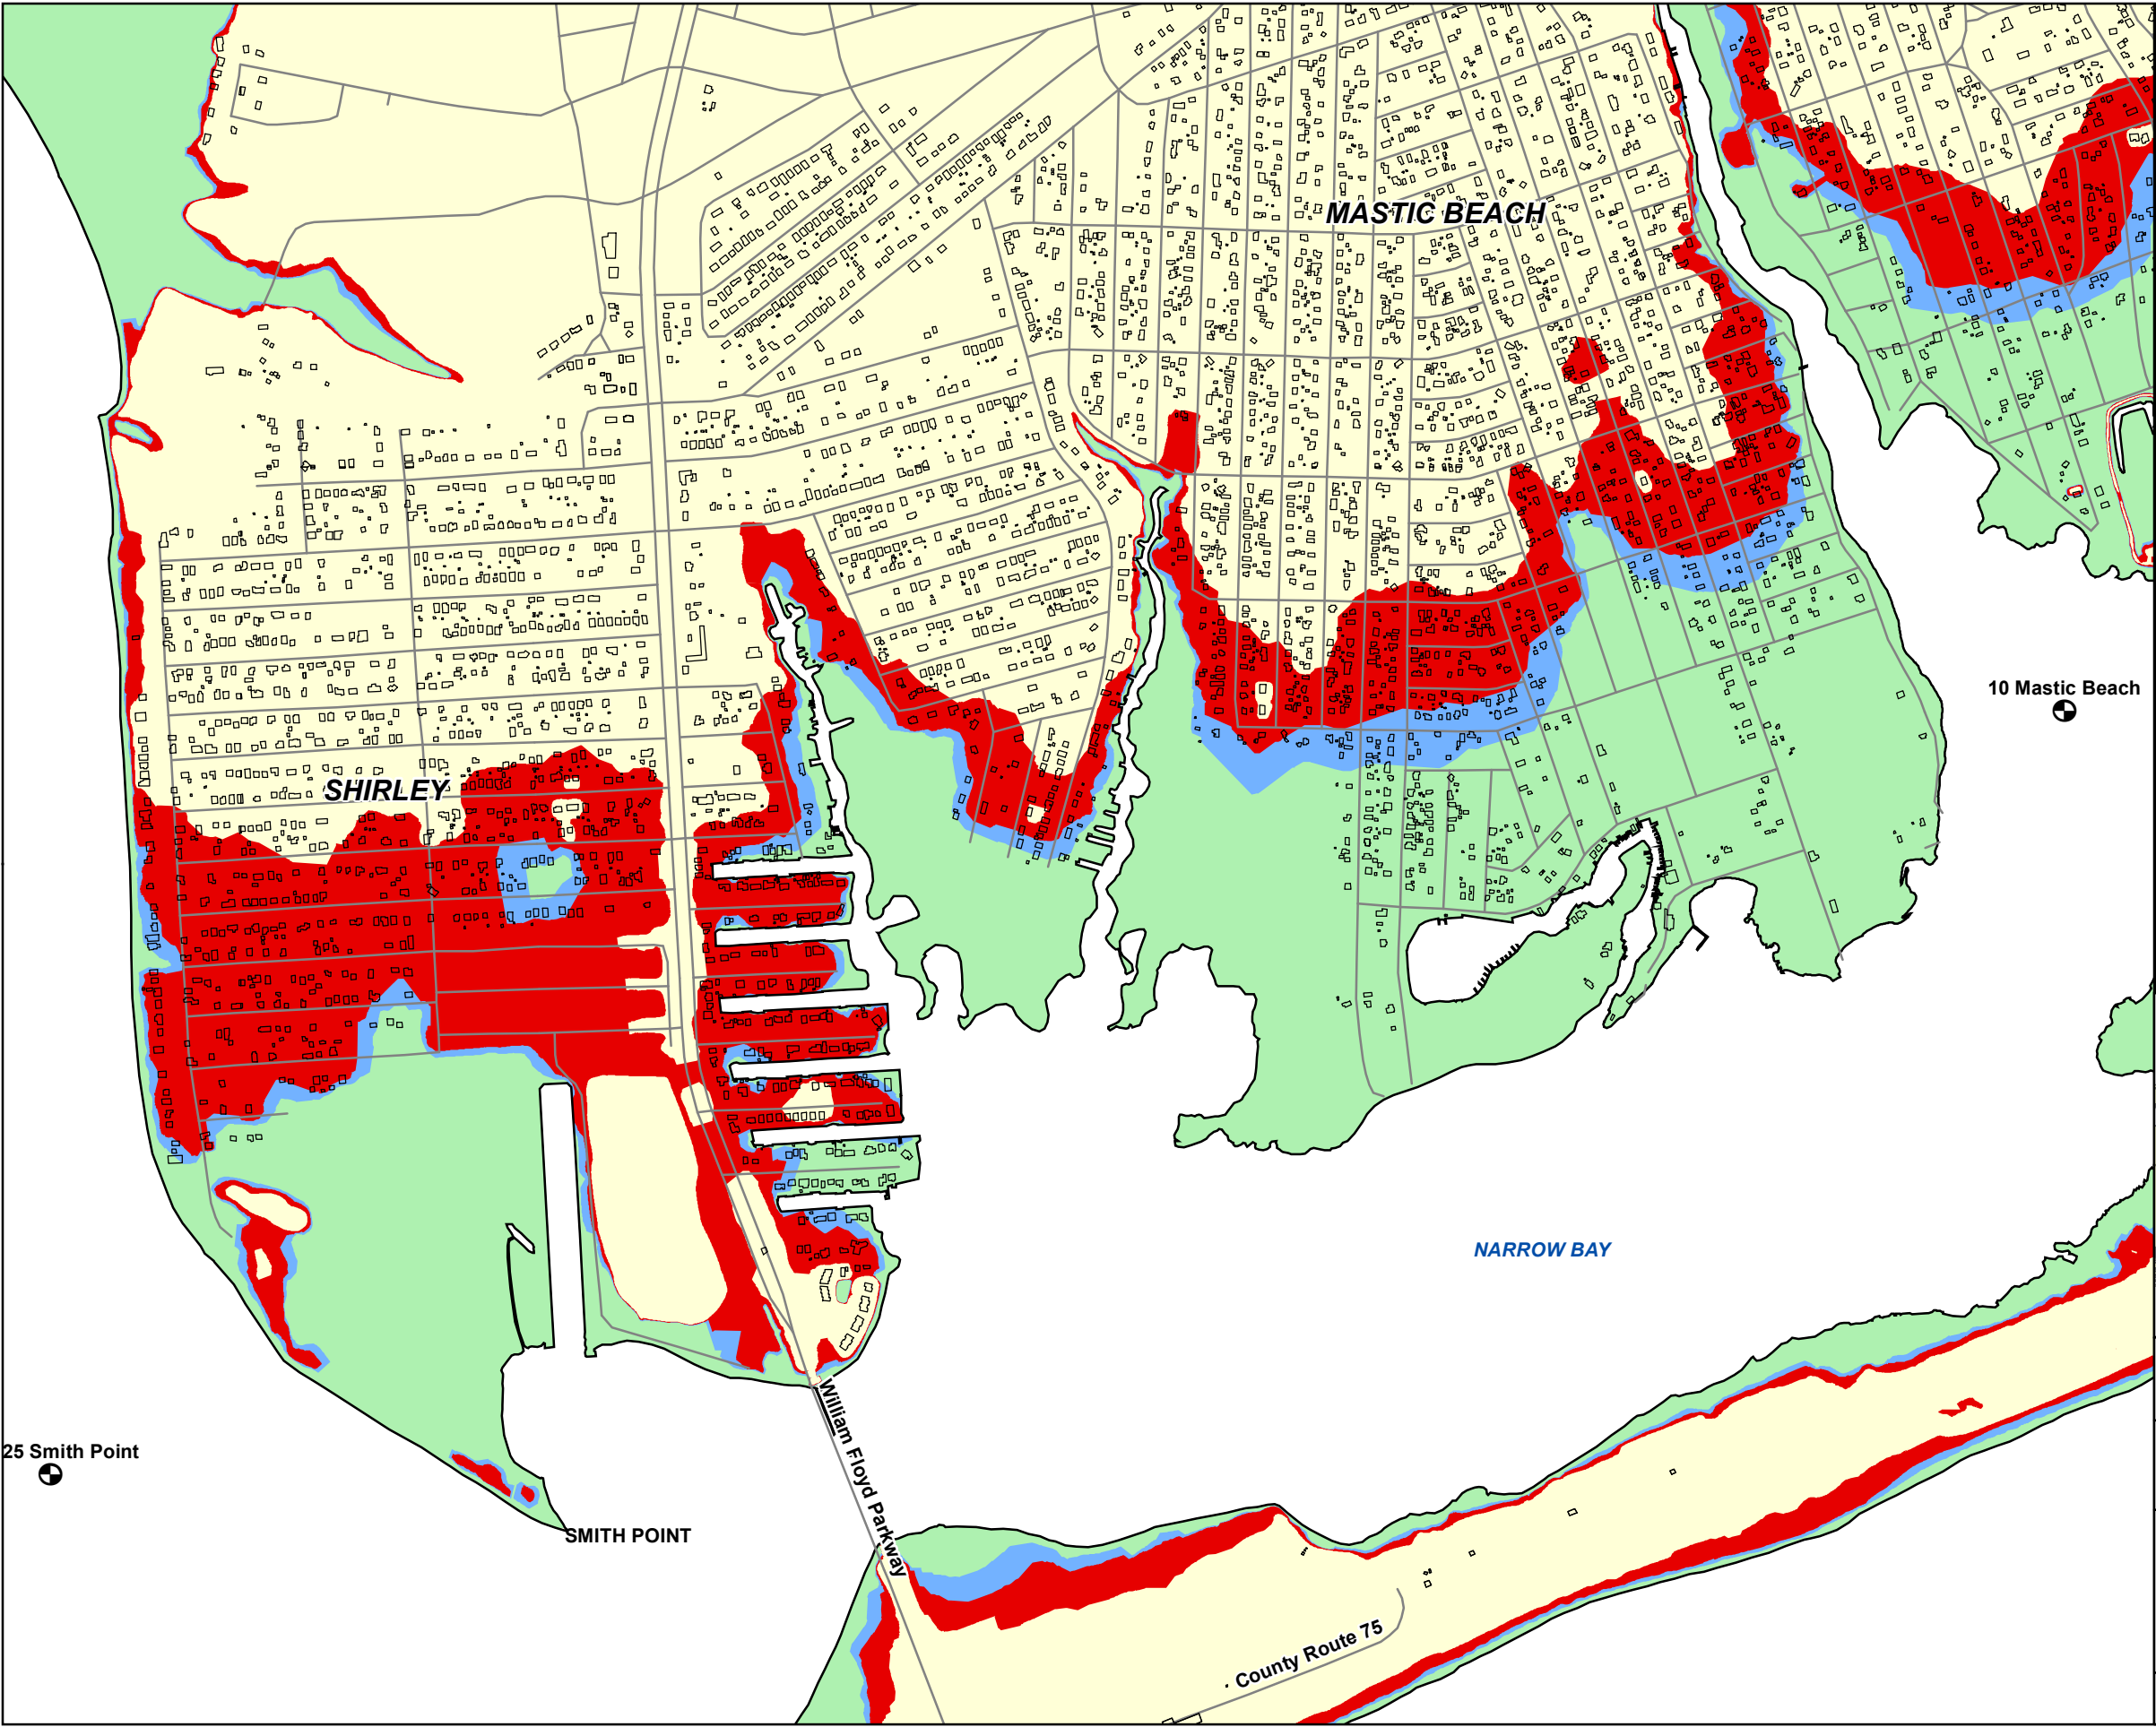 MASTIC BEACH
10 Mastic Beach
SHIRLEY
NARROW BAY
William Floyd Parkway
25 Smith Point
SMITH POINT
County Route 75